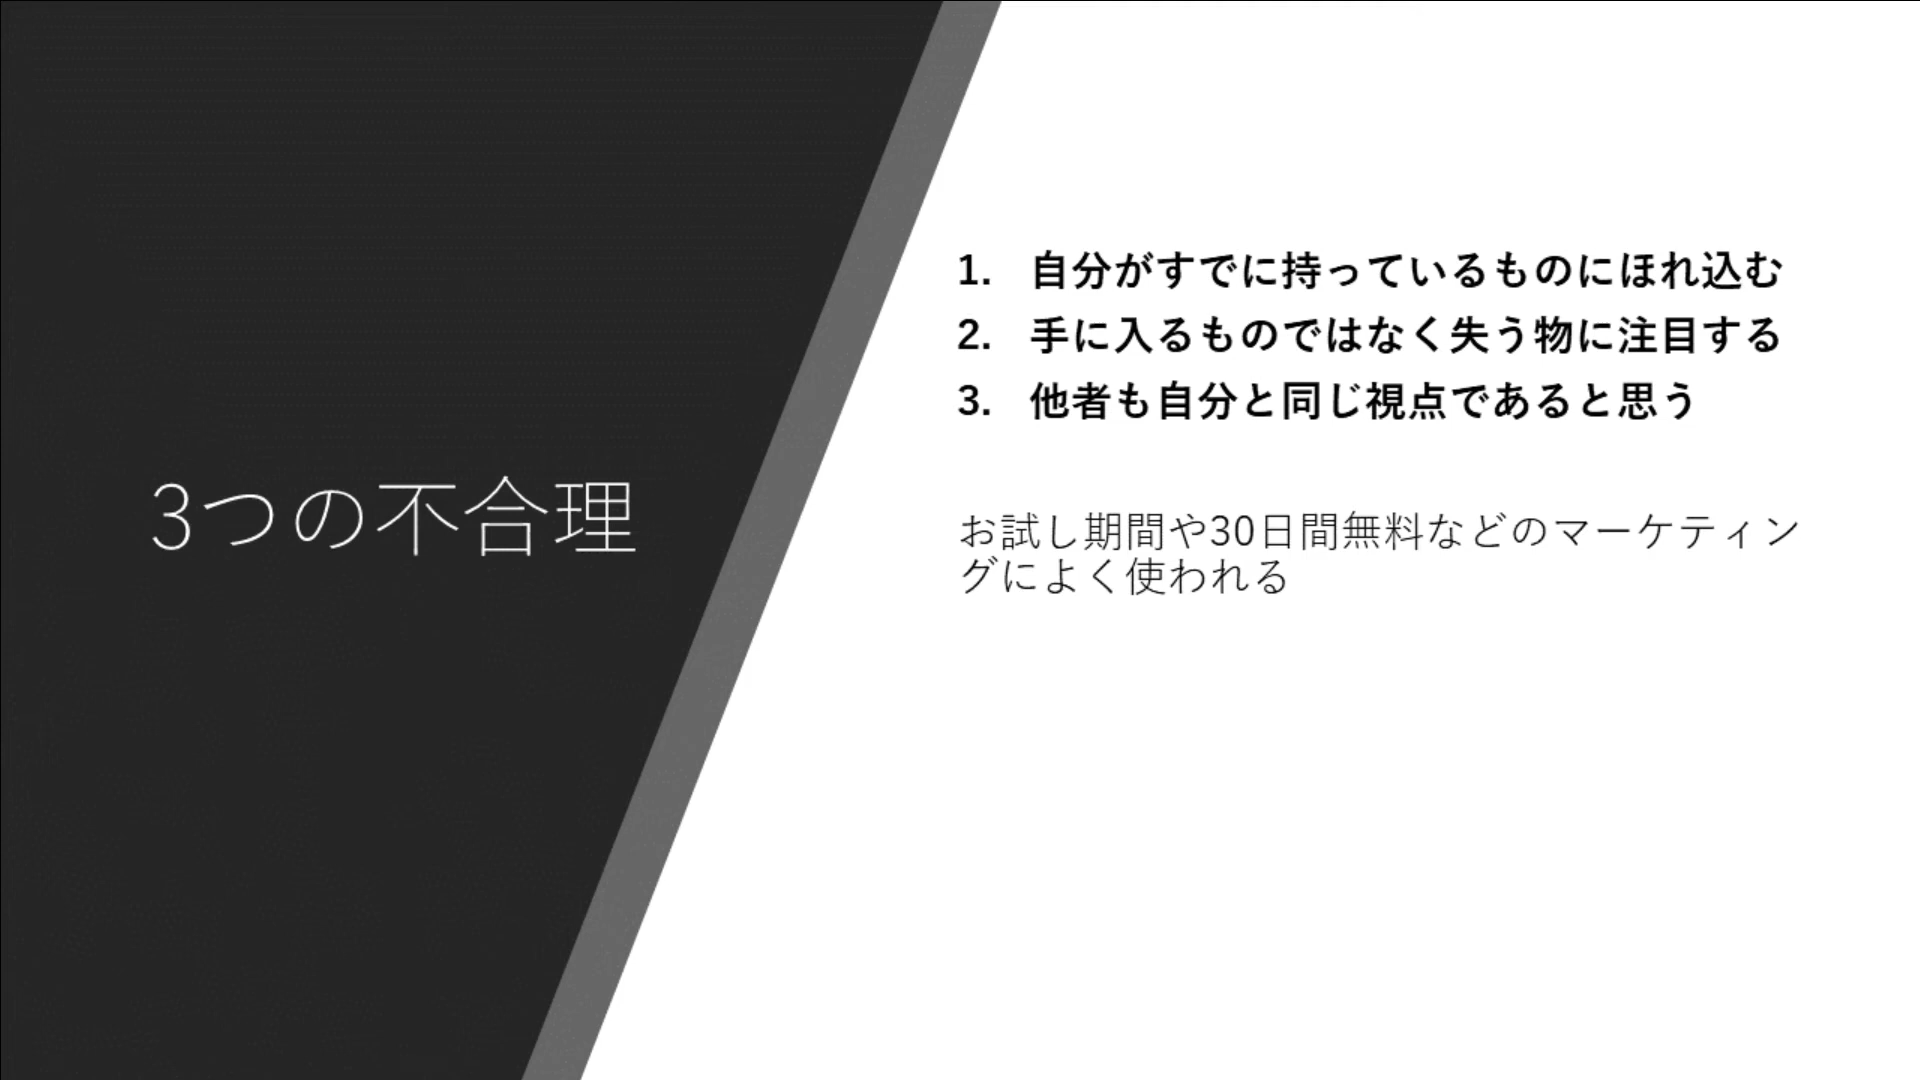 3つの不合理
1. 自分がすでに持っているものにほれ込む
2. 手に入るものではなく失う物に注目する
3. 他者も自分と同じ視点であると思う
お試し期間や30日間無料などのマーケティン
グによく使われる